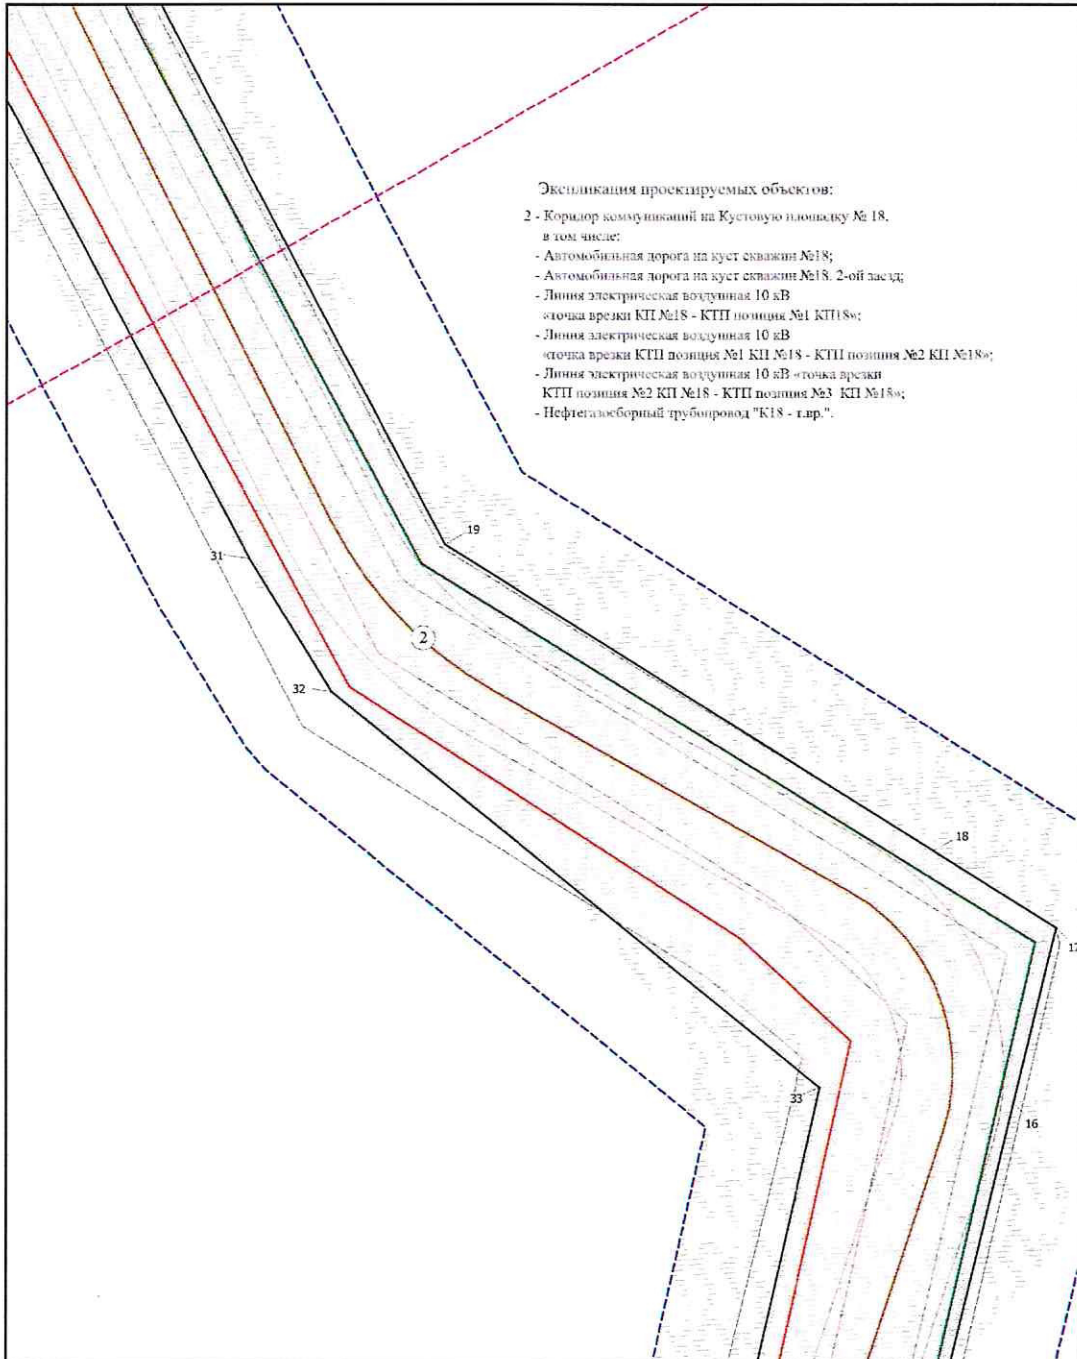 Экспликация проектируемых объектов:
2 - Коридор коммуникаций на Кустовую площадку № 18,
в том числе:
- Автомобильная дорога на куст скважин №18;
- Автомобильная дорога на куст скважин №18. 2-ой заезд;
- Линия электрическая воздушная 10 кВ
«точка врезки КП №18 - КТП позиция №1 КП18»;
- Линия электрическая воздушная 10 кВ
«точка врезки КТП позиция №1 КП №18 - КТП позиция №2 КП №18»;
- Линия электрическая воздушная 10 кВ «точка врезки
КТП позиция №2 КП №18 - КТП позиция №3 КП №18»;
- Нефтегазосборный трубопровод "К18 - т.вр.".
19
31
2
32
18
17
33
16